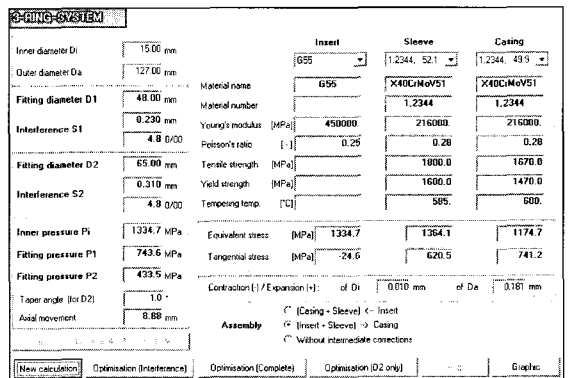 3-RING-SYSTEM
Insert Sleeve Casing
Inner diameter Di 15.00 mm
G55 1.2344, 52.1 1.2344, 49.9
Outer diameter Da 127.00 mm
Material name G55 X40CrMoV51 X40CrMoV51
Fitting diameter D1 48.00 mm
Material number 1.2344 1.2344
Interference S1 0.230 mm
Young's modulus [MPa] 450000. 216000. 216000.
4.8 0/00
Poisson's ratio [-] 0.25 0.28 0.28
Fitting diameter D2 65.00 mm
Tensile strength [MPa] 1800.0 1670.0
Interference S2 0.310 mm
Yield strength [MPa] 1600.0 1470.0
4.8 0/00
Tempering temp. [°C] 585. 600.
Inner pressure Pi 1334.7 MPa
Equivalent stress [MPa] 1334.7 1364.1 1174.7
Fitting pressure P1 743.6 MPa
Tangential stress [MPa] -24.6 620.5 741.2
Fitting pressure P2 433.5 MPa
Contraction (-) / Expansion (+): of Di 0.010 mm of Da 0.181 mm
Taper angle (for D2) 1.0 °
Axial movement 8.88 mm
Assembly
(Casing + Sleeve) <- Insert
(Insert + Sleeve) -> Casing
Without intermediate corrections
New calculation Optimisation (Interference) Optimisation (Complete) Optimisation (D2 only) Graphic